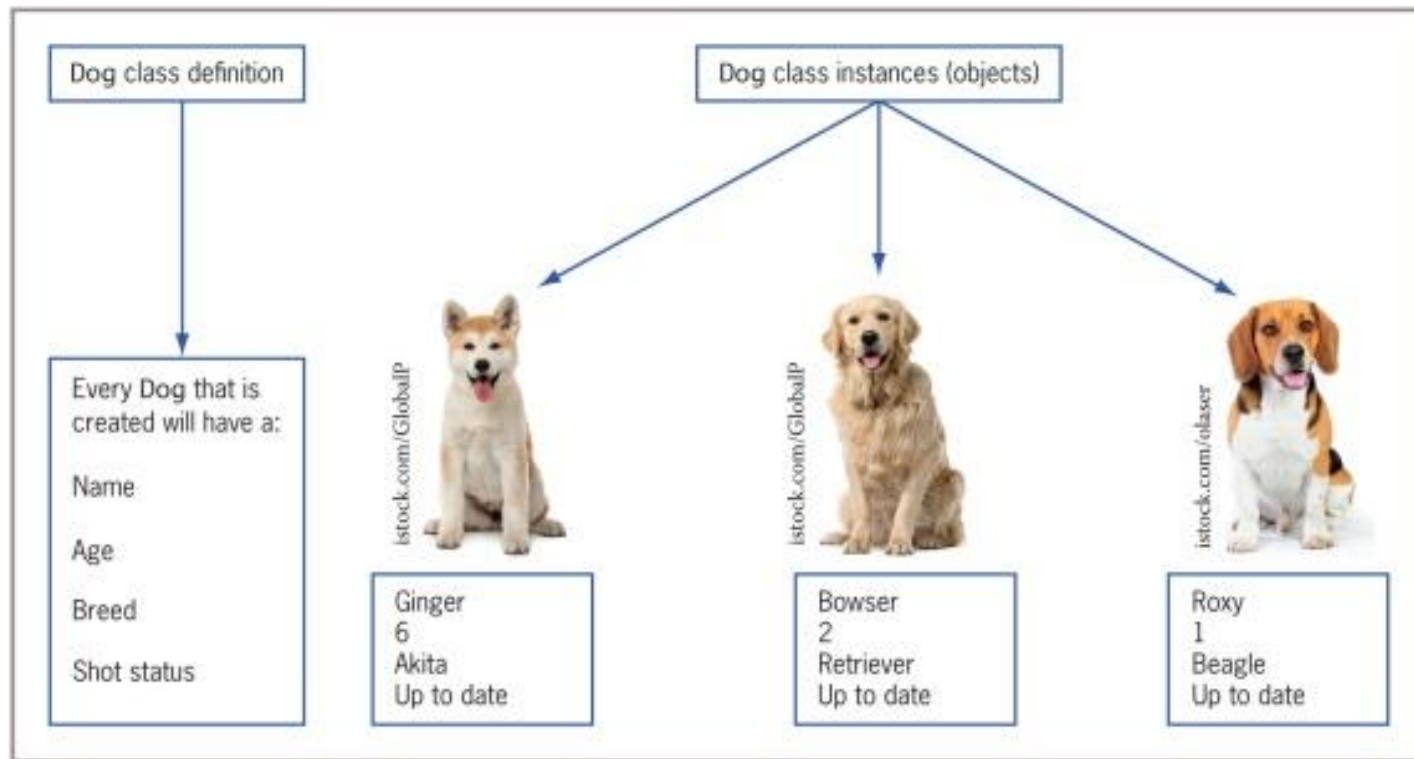 Dog class definition
Dog class instances (objects)
Every Dog that is
created will have a:
Name
Age
Breed
Shot status
istock.com/GlobalP
Ginger
6
Akita
Up to date
istock.com/GlobalP
Bowser
2
Retriever
Up to date
istock.com/olaser
Roxy
1
Beagle
Up to date